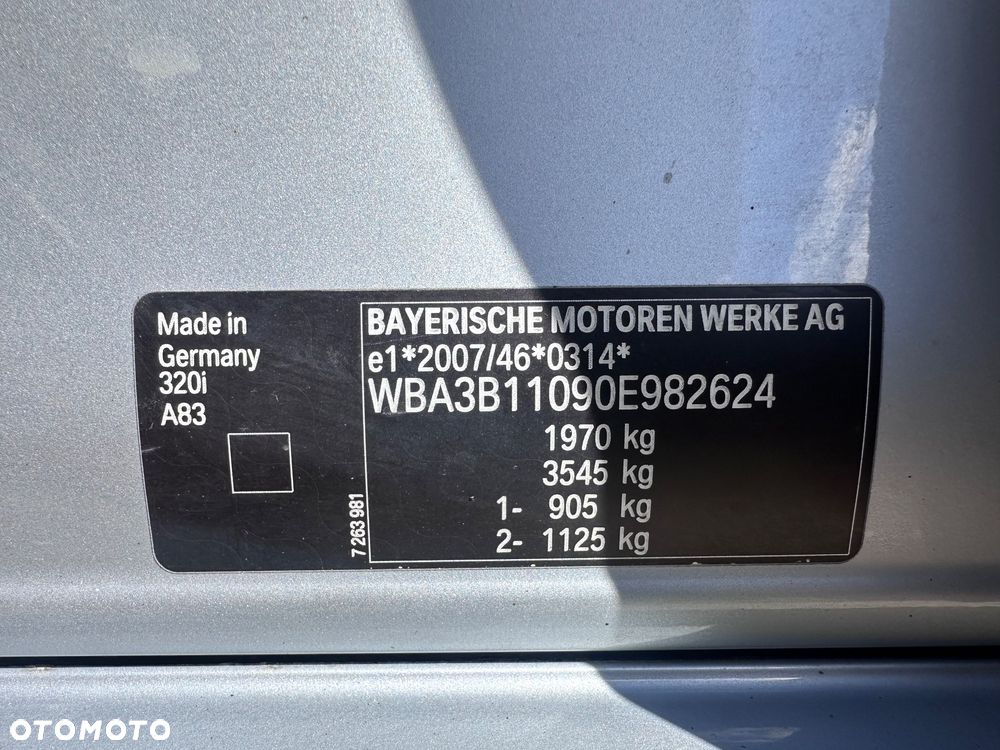 Made in
Germany
320i
A83
7 263 981
BAYERISCHE MOTOREN WERKE AG
e1*2007/46*0314*
WBA3B11090E982624
1970 kg
3545 kg
1- 905 kg
2- 1125 kg
OTOMOTO